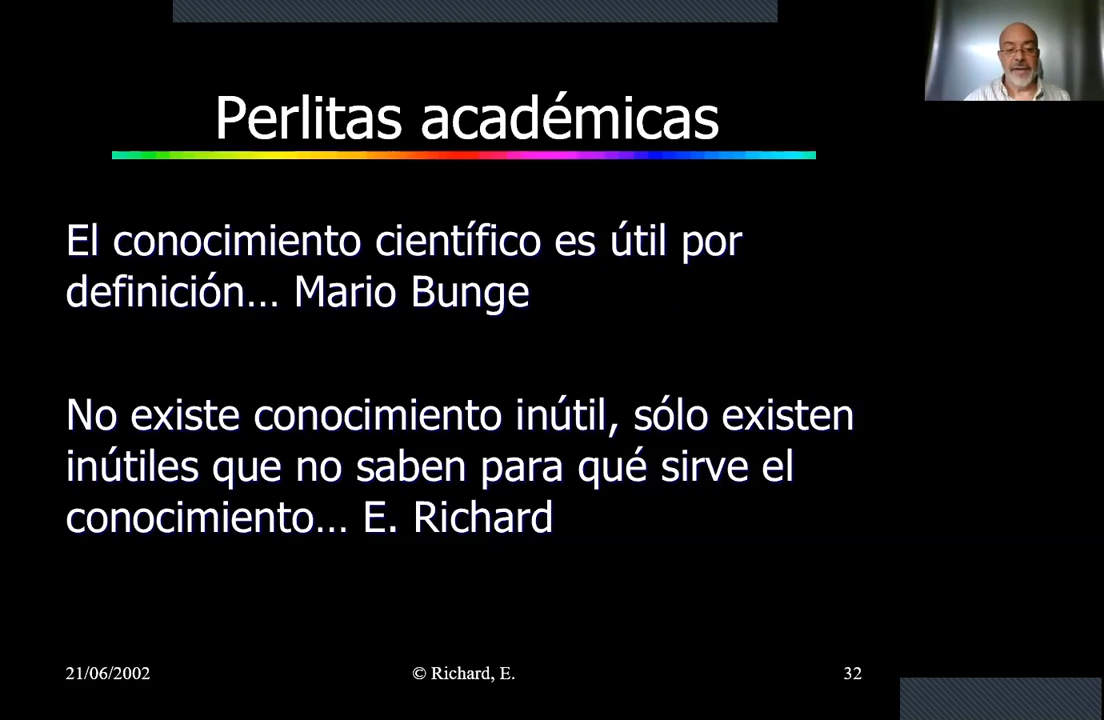 Perlitas académicas
El conocimiento científico es útil por
definición... Mario Bunge
No existe conocimiento inútil, sólo existen
inútiles que no saben para qué sirve el
conocimiento... E. Richard
21/06/2002
© Richard, E.
32